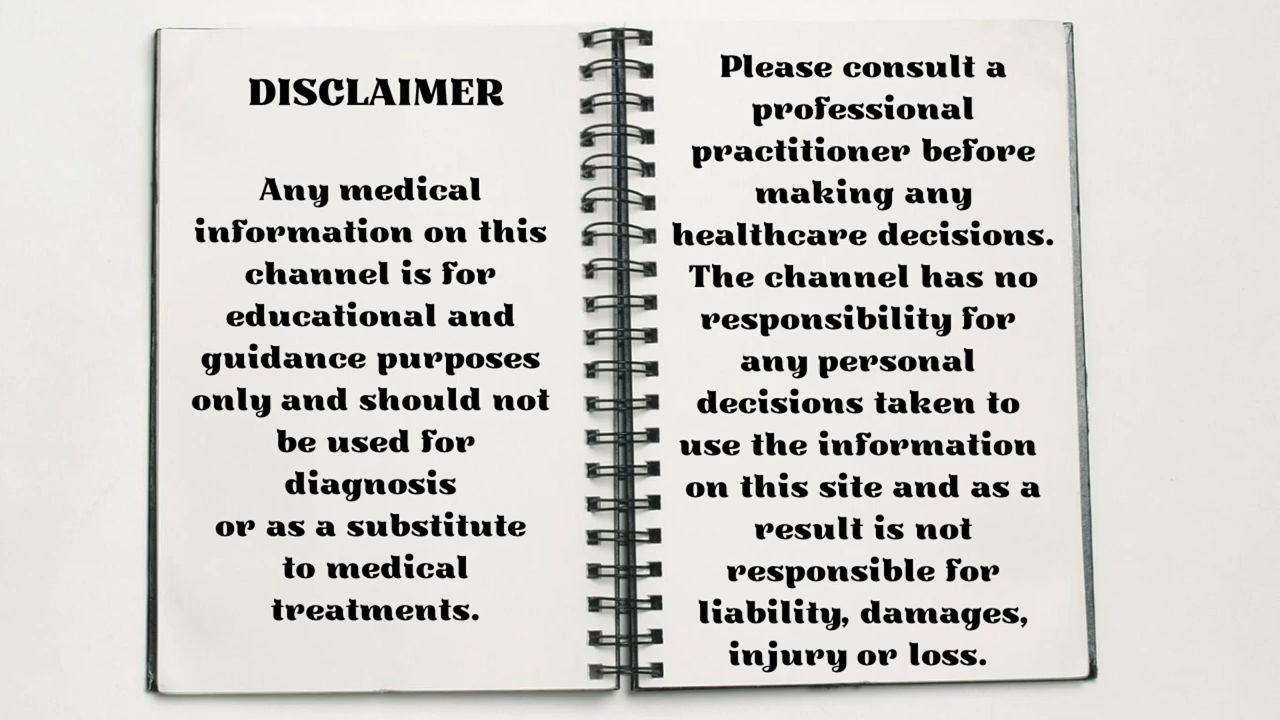 DISCLAIMER
Any medical
information on this
channel is for
educational and
guidance purposes
only and should not
be used for
diagnosis
or as a substitute
to medical
treatments.
Please consult a
professional
practitioner before
making any
healthcare decisions.
The channel has no
responsibility for
any personal
decisions taken to
use the information
on this site and as a
result is not
responsible for
liability, damages,
injury or loss.